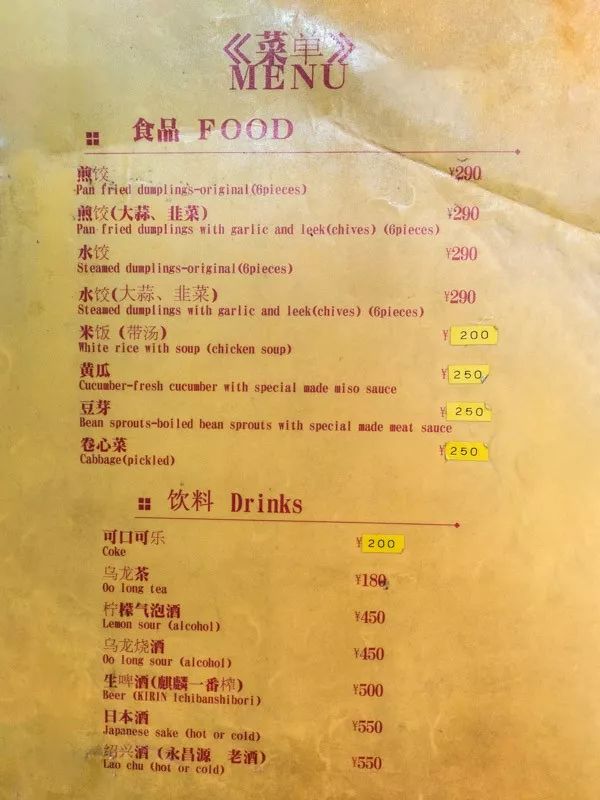 《菜单》
MENU
食品 FOOD
煎饺 ¥290
Pan fried dumplings-original(6pieces)
煎饺(大蒜、韭菜) ¥290
Pan fried dumplings with garlic and leek(chives) (6pieces)
水饺 ¥290
Steamed dumplings-original(6pieces)
水饺(大蒜、韭菜) ¥290
Steamed dumplings with garlic and leek(chives) (6pieces)
米饭 (带汤) ¥200
White rice with soup (chicken soup)
黄瓜 ¥250
Cucumber-fresh cucumber with special made miso sauce
豆芽 ¥250
Bean sprouts-boiled bean sprouts with special made meat sauce
卷心菜 ¥250
Cabbage(pickled)
饮料 Drinks
可口可乐 ¥200
Coke
乌龙茶 ¥180
Oo long tea
柠檬气泡酒 ¥450
Lemon sour (alcohol)
乌龙烧酒 ¥450
Oo long sour (alcohol)
生啤酒(麒麟一番榨) ¥500
Beer (KIRIN Ichibanshibori)
日本酒 ¥550
Japanese sake (hot or cold)
绍兴酒 (永昌源 老酒) ¥550
Lao chu (hot or cold)